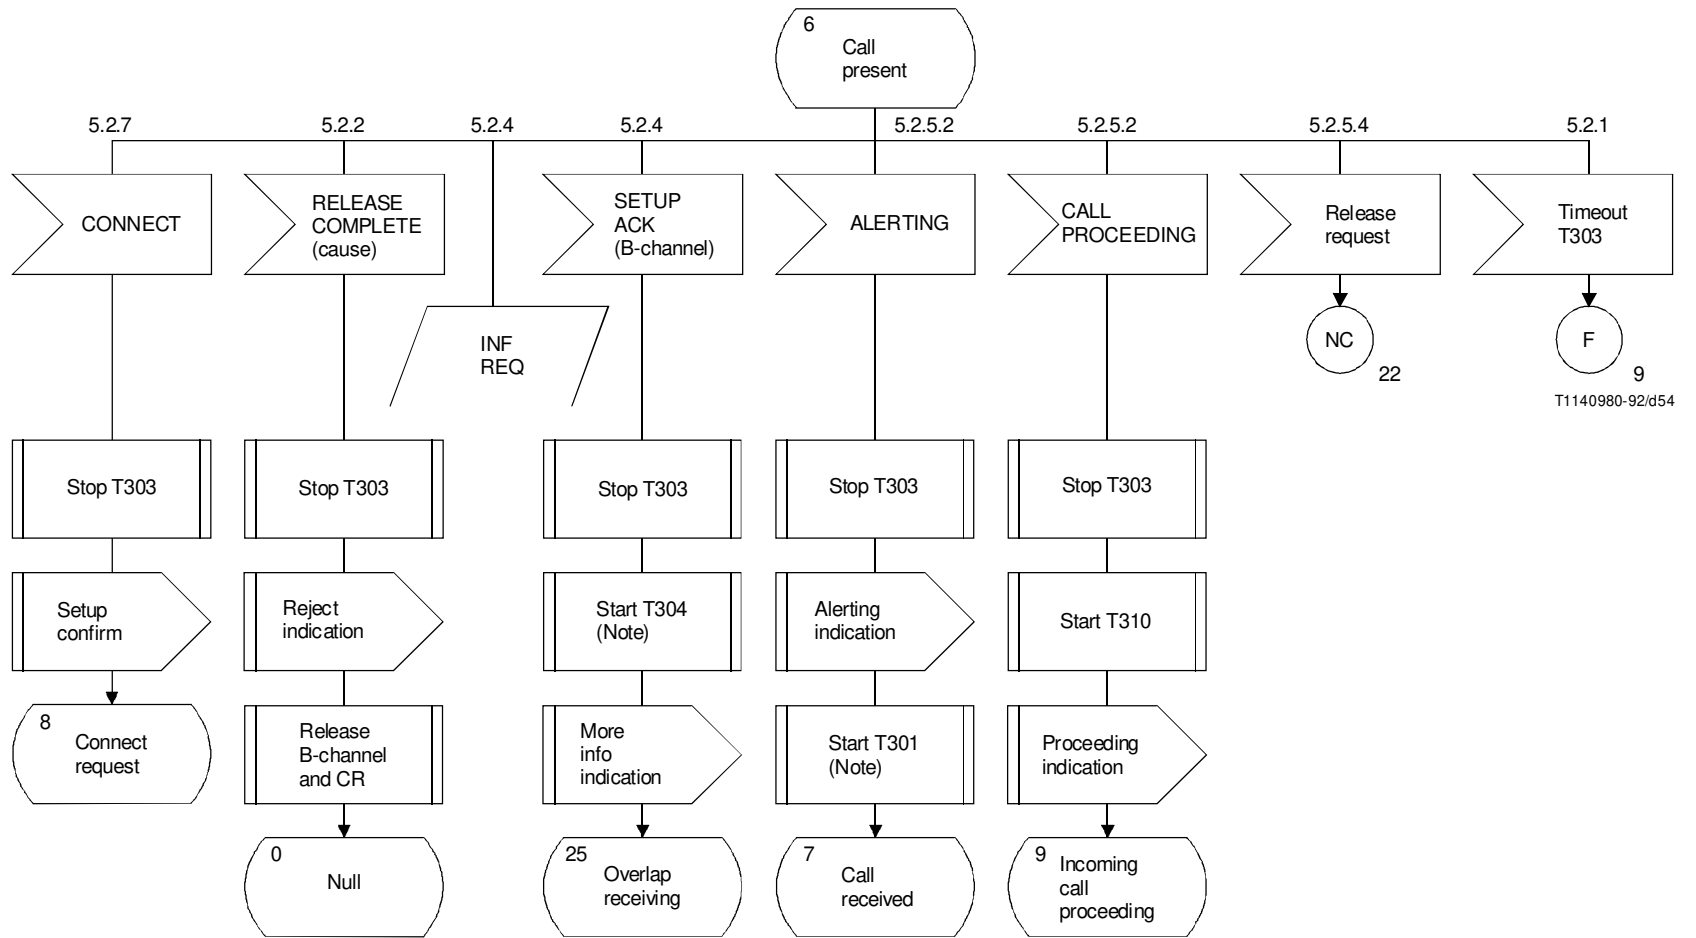 6
Call
present
5.2.7
5.2.2
5.2.4
5.2.4
5.2.5.2
5.2.5.2
5.2.5.4
5.2.1
CONNECT
RELEASE
COMPLETE
(cause)
SETUP
ACK
(B-channel)
ALERTING
CALL
PROCEEDING
Release
request
Timeout
T303
INF
REQ
NC
22
F
9
T1140980-92/d54
Stop T303
Stop T303
Stop T303
Stop T303
Stop T303
Setup
confirm
Reject
indication
Start T304
(Note)
Alerting
indication
Start T310
8
Connect
request
Release
B-channel
and CR
More
info
indication
Start T301
(Note)
Proceeding
indication
0
Null
25
Overlap
receiving
7
Call
received
9
Incoming
call
proceeding